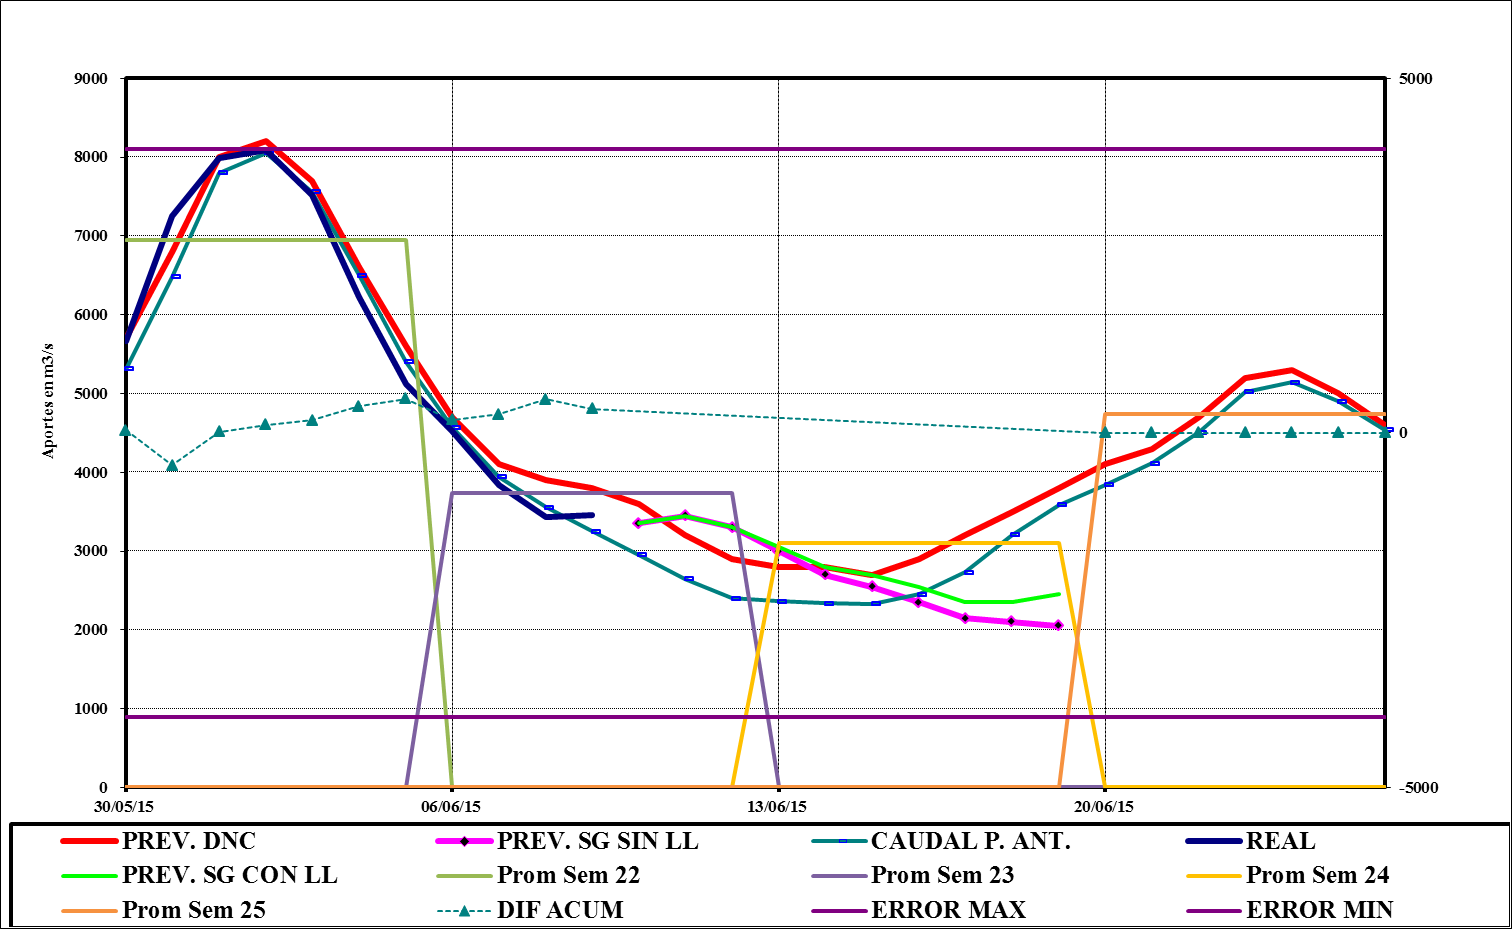 9000
8000
7000
6000
5000
4000
3000
2000
1000
0
5000
0
-5000
Aportes en m3/s
30/05/15 06/06/15 13/06/15 20/06/15
PREV. DNC PREV. SG SIN LL CAUDAL P. ANT. REAL
PREV. SG CON LL Prom Sem 22 Prom Sem 23 Prom Sem 24
Prom Sem 25 DIF ACUM ERROR MAX ERROR MIN